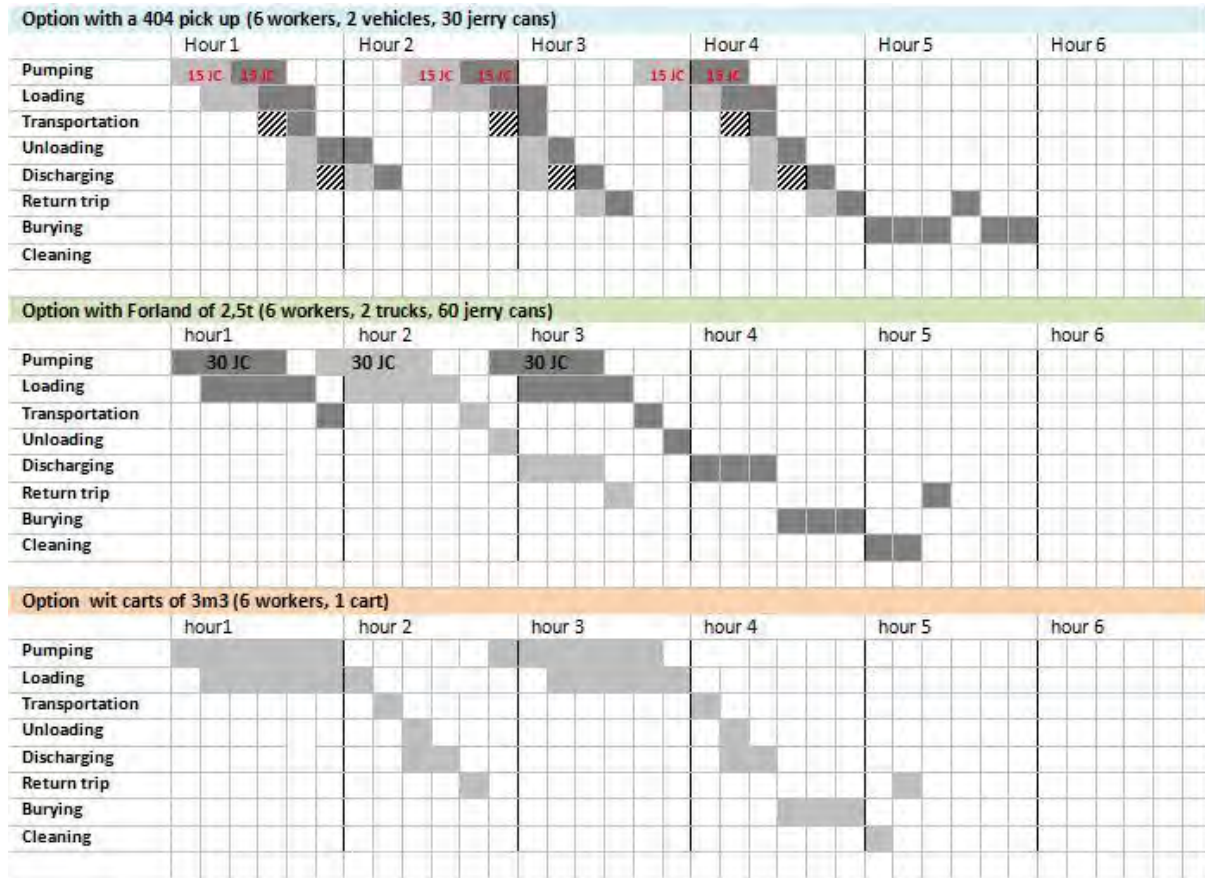 Option with a 404 pick up (6 workers, 2 vehicles, 30 jerry cans)
Hour 1 Hour 2 Hour 3 Hour 4 Hour 5 Hour 6
Pumping 15 JC 15 JC 15 JC 15 JC 15 JC 15 JC
Loading
Transportation
Unloading
Discharging
Return trip
Burying
Cleaning
Option with Forland of 2,5t (6 workers, 2 trucks, 60 jerry cans)
hour1 hour 2 hour 3 hour 4 hour 5 hour 6
Pumping 30 JC 30 JC 30 JC
Loading
Transportation
Unloading
Discharging
Return trip
Burying
Cleaning
Option wit carts of 3m3 (6 workers, 1 cart)
hour1 hour 2 hour 3 hour 4 hour 5 hour 6
Pumping
Loading
Transportation
Unloading
Discharging
Return trip
Burying
Cleaning